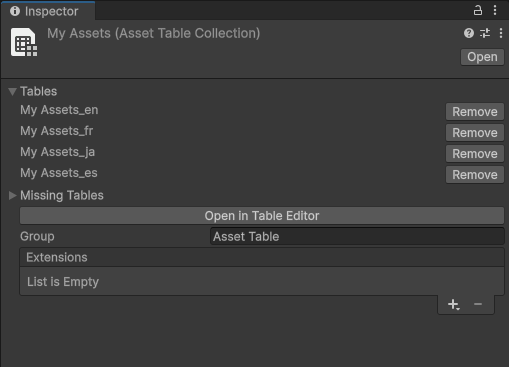 Inspector
My Assets (Asset Table Collection)
Open
Tables
My Assets_en Remove
My Assets_fr Remove
My Assets_ja Remove
My Assets_es Remove
Missing Tables
Open in Table Editor
Group Asset Table
Extensions
List is Empty